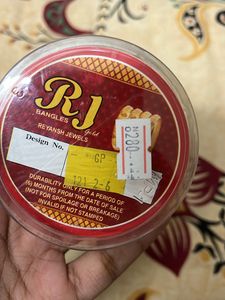 RJ
BANGLES Gold
REYANSH JEWELS
Design No.
GP
2-6
N280
DURABILITY ONLY FOR A PERIOD OF
(6) MONTHS FROM THE DATE OF SALE
(NOT FOR SPOILAGE OR BREAKAGE)
INVALID IF NOT STAMPED